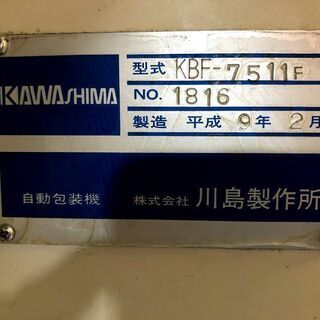 KAWASHIMA
型式 KBF-7511F
NO. 1816
製造 平成 9年 2月
自動包装機 株式会社 川島製作所